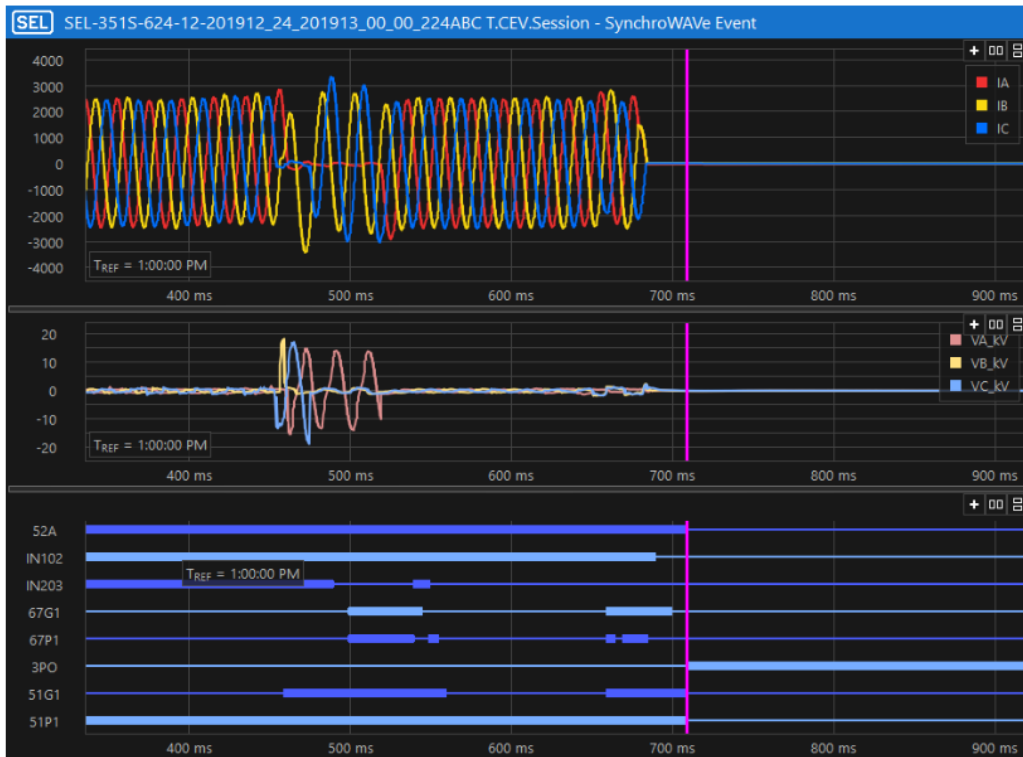 SEL SEL-351S-624-12-201912_24_201913_00_00_224ABC T.CEV.Session - SynchroWAVe Event
4000
3000
2000
1000
0
-1000
-2000
-3000
-4000
IA
IB
IC
T REF = 1:00:00 PM
400 ms 500 ms 600 ms 700 ms 800 ms 900 ms
20
10
0
-10
-20
VA_kV
VB_kV
VC_kV
T REF = 1:00:00 PM
400 ms 500 ms 600 ms 700 ms 800 ms 900 ms
52A
IN102
T REF = 1:00:00 PM
IN203
67G1
67P1
3PO
51G1
51P1
400 ms 500 ms 600 ms 700 ms 800 ms 900 ms